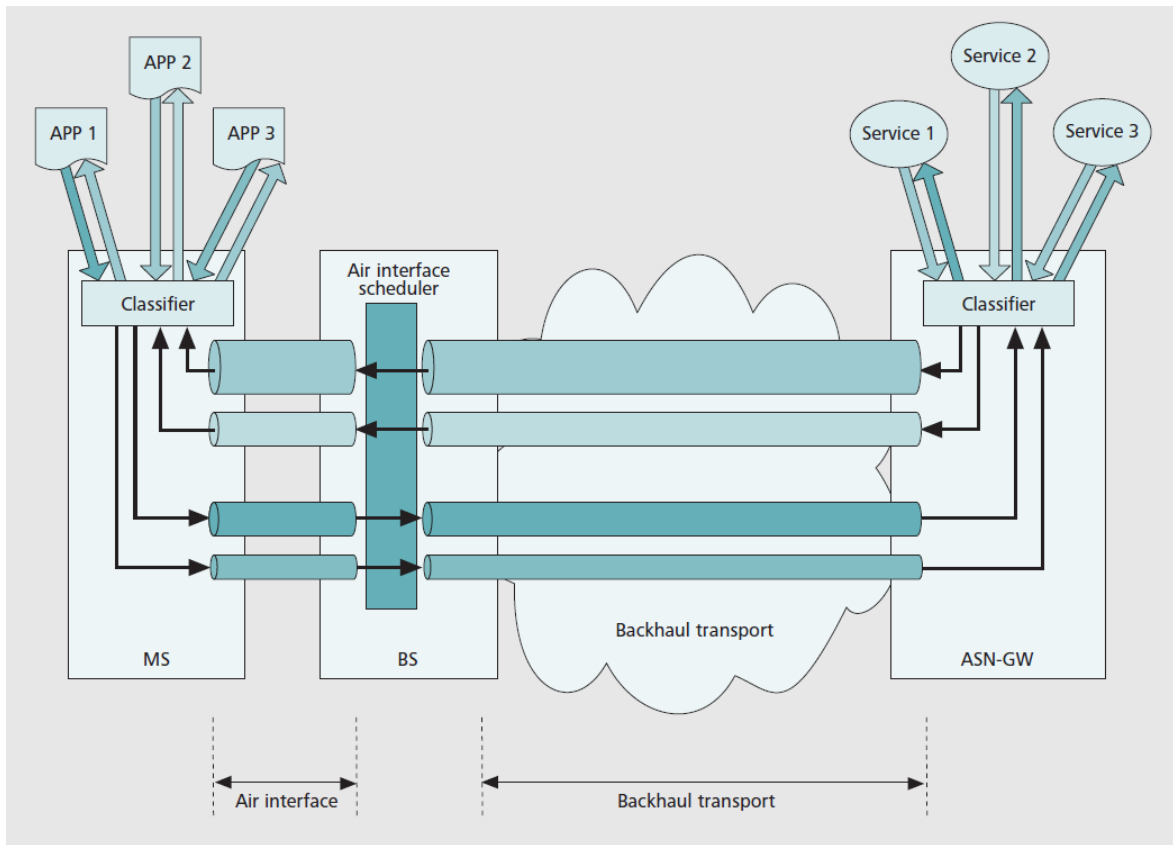 APP 1
APP 2
APP 3
Service 1
Service 2
Service 3
Classifier
Air interface
scheduler
Classifier
Backhaul transport
MS
BS
ASN-GW
Air interface
Backhaul transport